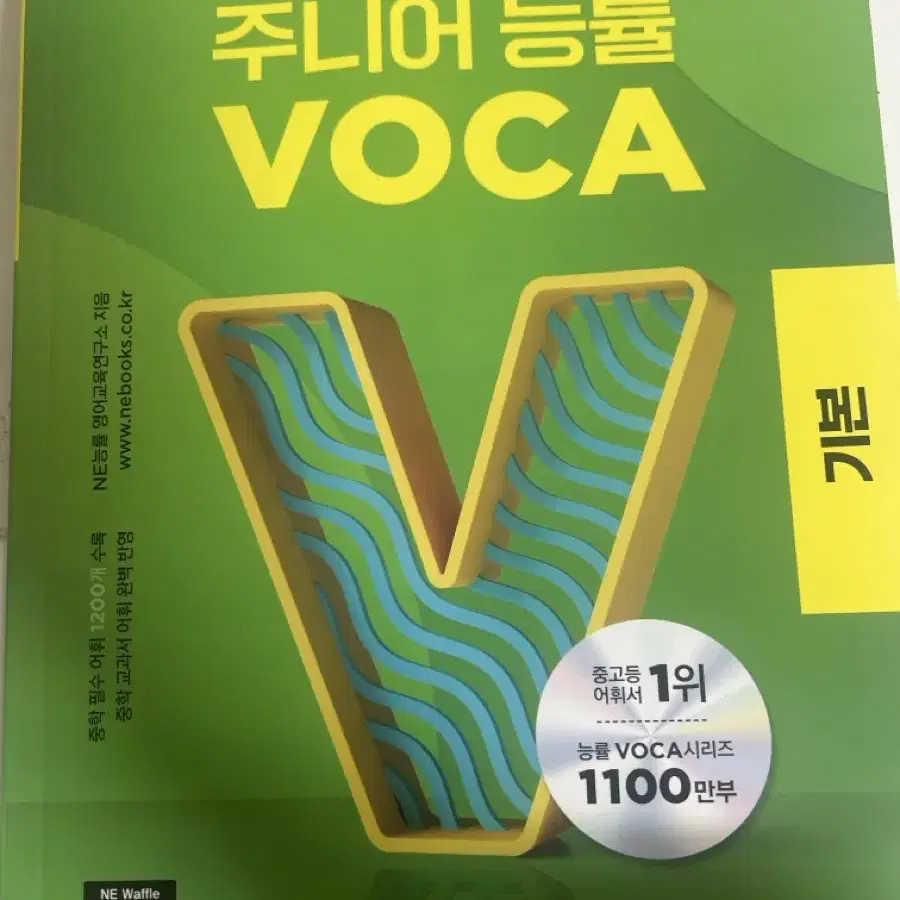 주니어 능률
VOCA
NE능률 영어교육연구소 지음
www.nebooks.co.kr
중학 필수 어휘 1200개 수록
중학 교과서 어휘 완벽 반영
기본
중고등
어휘서 1위
능률 VOCA시리즈
1100만부
NE Waffle